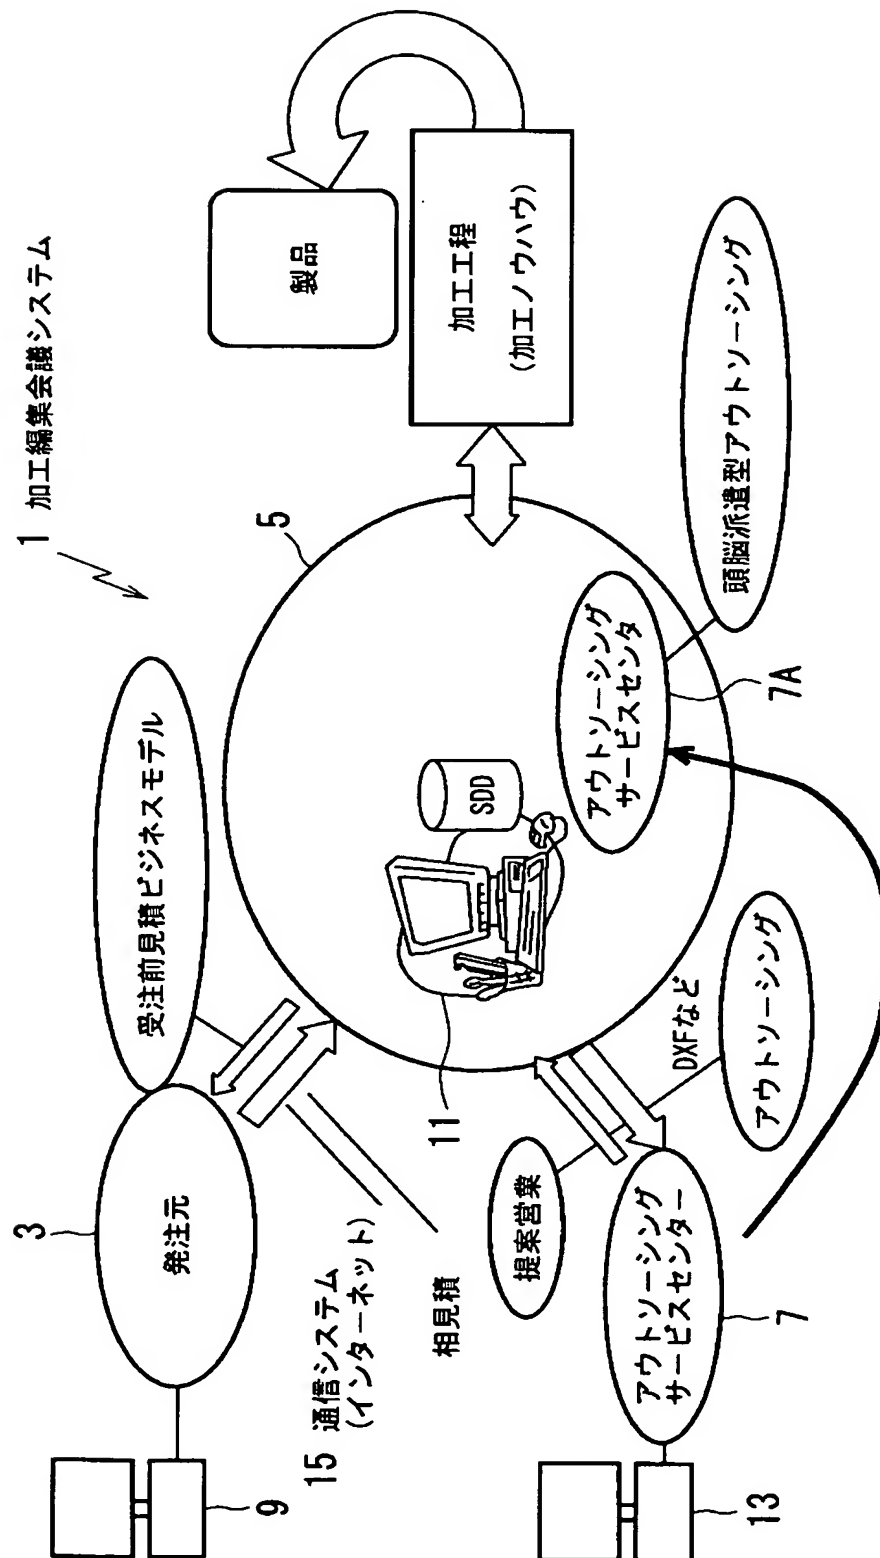 1 加工編集会議システム
3
発注元
受注前見積ビジネスモデル
製品
加工工程
(加工ノウハウ)
5
9
15 通信システム
(インターネット)
相見積
11
SDD
提案営業
DXFなど
アウトソーシング
サービスセンタ
7A
頭脳派遣型アウトソーシング
アウトソーシング
サービスセンター
7
アウトソーシング
13